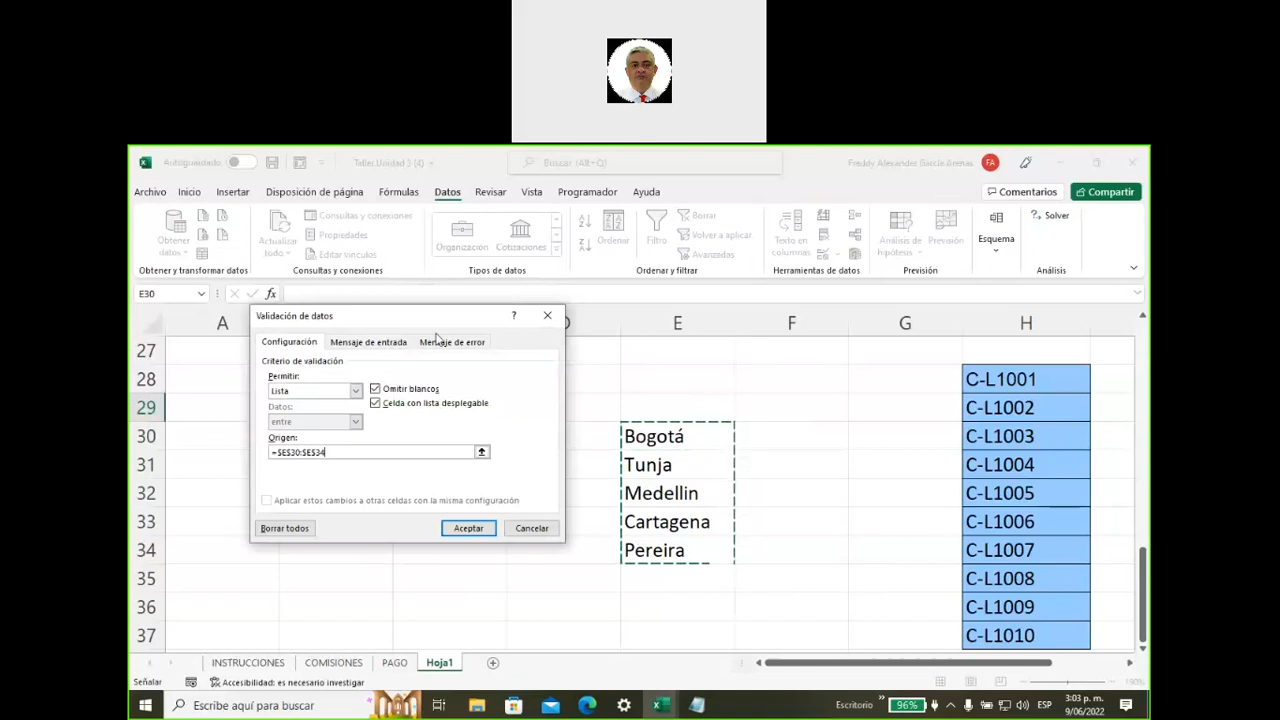 Autoguardado
Taller Unidad 3 (4)
Buscar (Alt+Q)
Freddy Alexander García Arenas
FA
Archivo Inicio Insertar Disposición de página Fórmulas Datos Revisar Vista Programador Ayuda
Comentarios Compartir
Obtener datos
Actualizar todo
Consultas y conexiones
Propiedades
Editar vínculos
Organización Cotizaciones
Ordenar
Filtro
Borrar
Volver a aplicar
Avanzadas
Texto en columnas
Análisis de hipótesis
Previsión
Esquema
Solver
Obtener y transformar datos Consultas y conexiones Tipos de datos Ordenar y filtrar Herramientas de datos Previsión Análisis
E30 fx
A D E F G H
Validación de datos ?
Configuración Mensaje de entrada Mensaje de error
Criterio de validación
Permitir:
Lista
Omitir blancos
Celda con lista desplegable
Datos:
entre
Origen:
=$E$30:$E$34
Aplicar estos cambios a otras celdas con la misma configuración
Borrar todos Aceptar Cancelar
27
28 C-L1001
29 C-L1002
30 Bogotá C-L1003
31 Tunja C-L1004
32 Medellin C-L1005
33 Cartagena C-L1006
34 Pereira C-L1007
35 C-L1008
36 C-L1009
37 C-L1010
INSTRUCCIONES COMISIONES PAGO Hoja1
Señalar Accesibilidad: es necesario investigar 190%
Escribe aquí para buscar
Escritorio 96% ESP
3:03 p. m.
9/06/2022